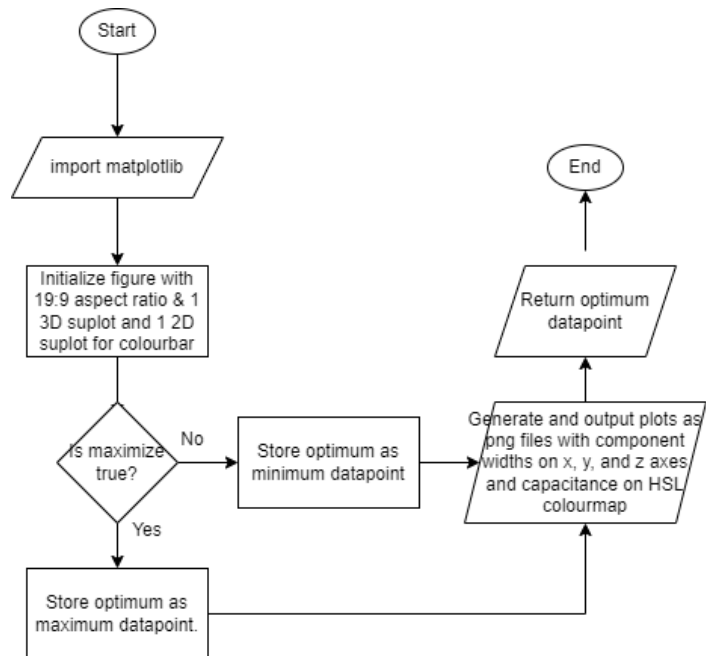 Start
import matplotlib
Initialize figure with
19:9 aspect ratio & 1
3D suplot and 1 2D
suplot for colourbar
Is maximize
true?
No
Yes
Store optimum as
minimum datapoint
Store optimum as
maximum datapoint.
Generate and output plots as
png files with component
widths on x, y, and z axes
and capacitance on HSL
colourmap
Return optimum
datapoint
End